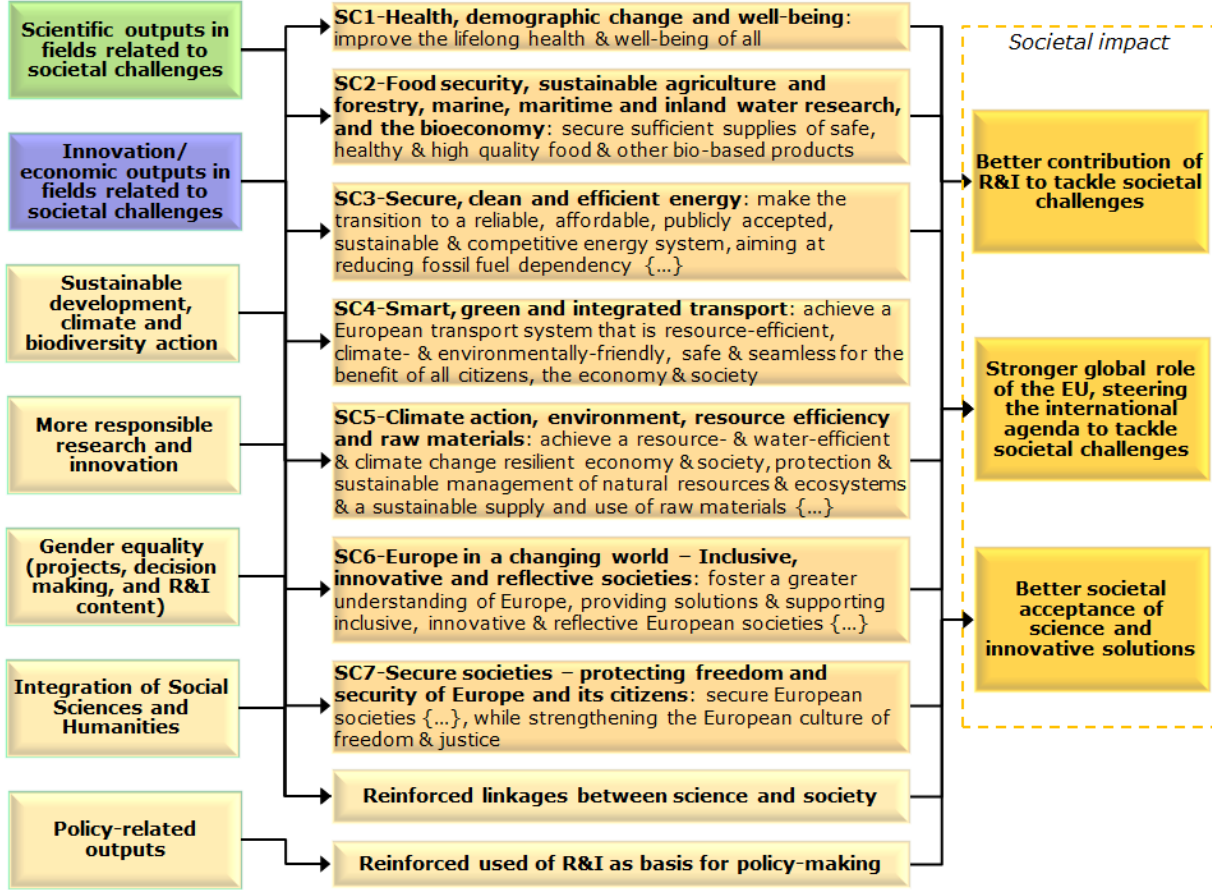 Scientific outputs in
fields related to
societal challenges
Innovation/
economic outputs in
fields related to
societal challenges
Sustainable
development,
climate and
biodiversity action
More responsible
research and
innovation
Gender equality
(projects, decision
making, and R&I
content)
Integration of Social
Sciences and
Humanities
Policy-related
outputs
SC1-Health, demographic change and well-being:
improve the lifelong health & well-being of all
SC2-Food security, sustainable agriculture and
forestry, marine, maritime and inland water research,
and the bioeconomy: secure sufficient supplies of safe,
healthy & high quality food & other bio-based products
SC3-Secure, clean and efficient energy: make the
transition to a reliable, affordable, publicly accepted,
sustainable & competitive energy system, aiming at
reducing fossil fuel dependency {...}
SC4-Smart, green and integrated transport: achieve a
European transport system that is resource-efficient,
climate- & environmentally-friendly, safe & seamless for the
benefit of all citizens, the economy & society
SC5-Climate action, environment, resource efficiency
and raw materials: achieve a resource- & water-efficient
& climate change resilient economy & society, protection &
sustainable management of natural resources & ecosystems
& a sustainable supply and use of raw materials {...}
SC6-Europe in a changing world – Inclusive,
innovative and reflective societies: foster a greater
understanding of Europe, providing solutions & supporting
inclusive, innovative & reflective European societies {...}
SC7-Secure societies – protecting freedom and
security of Europe and its citizens: secure European
societies {...}, while strengthening the European culture of
freedom & justice
Reinforced linkages between science and society
Reinforced used of R&I as basis for policy-making
Societal impact
Better contribution of
R&I to tackle societal
challenges
Stronger global role
of the EU, steering
the international
agenda to tackle
societal challenges
Better societal
acceptance of
science and
innovative solutions